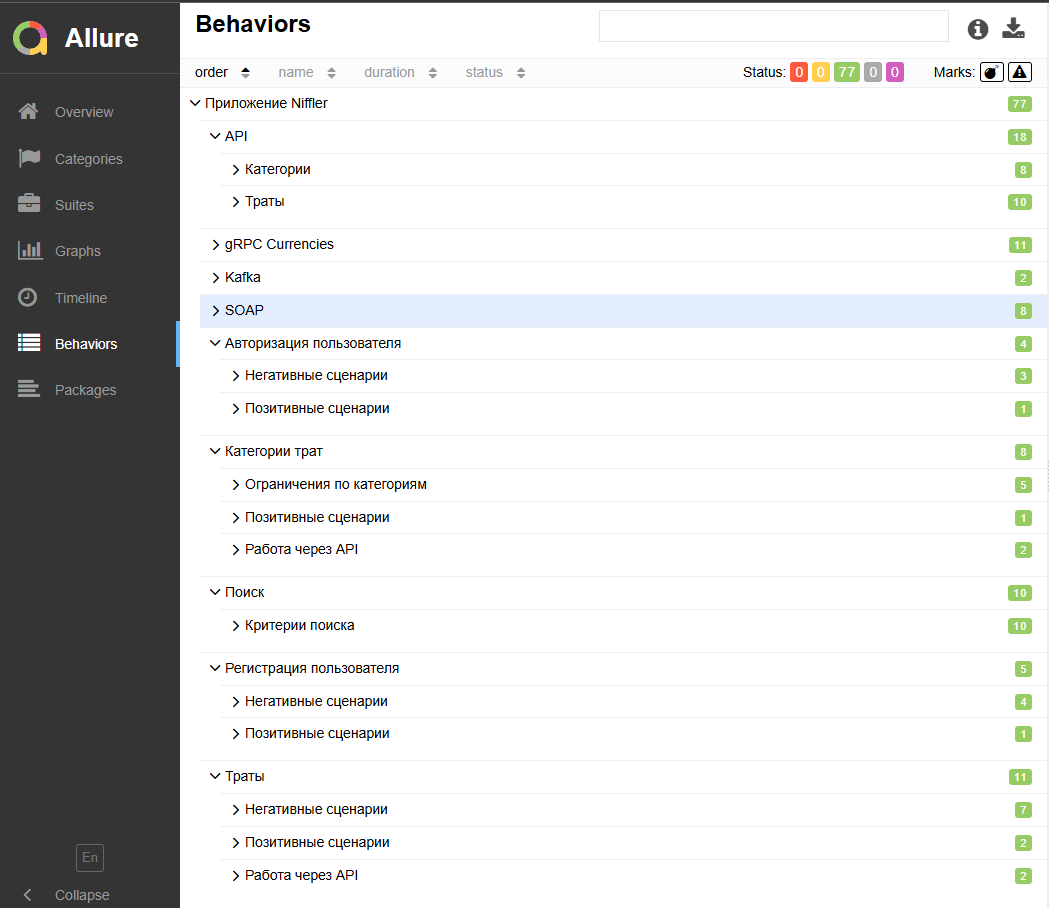 Allure
Overview
Categories
Suites
Graphs
Timeline
Behaviors
Packages
En
Collapse
Behaviors
order name duration status Status: 0 0 77 0 0 Marks:
Приложение Niffler 77
API 18
Категории 8
Траты 10
gRPC Currencies 11
Kafka 2
SOAP 8
Авторизация пользователя 4
Негативные сценарии 3
Позитивные сценарии 1
Категории трат 8
Ограничения по категориям 5
Позитивные сценарии 1
Работа через API 2
Поиск 10
Критерии поиска 10
Регистрация пользователя 5
Негативные сценарии 4
Позитивные сценарии 1
Траты 11
Негативные сценарии 7
Позитивные сценарии 2
Работа через API 2